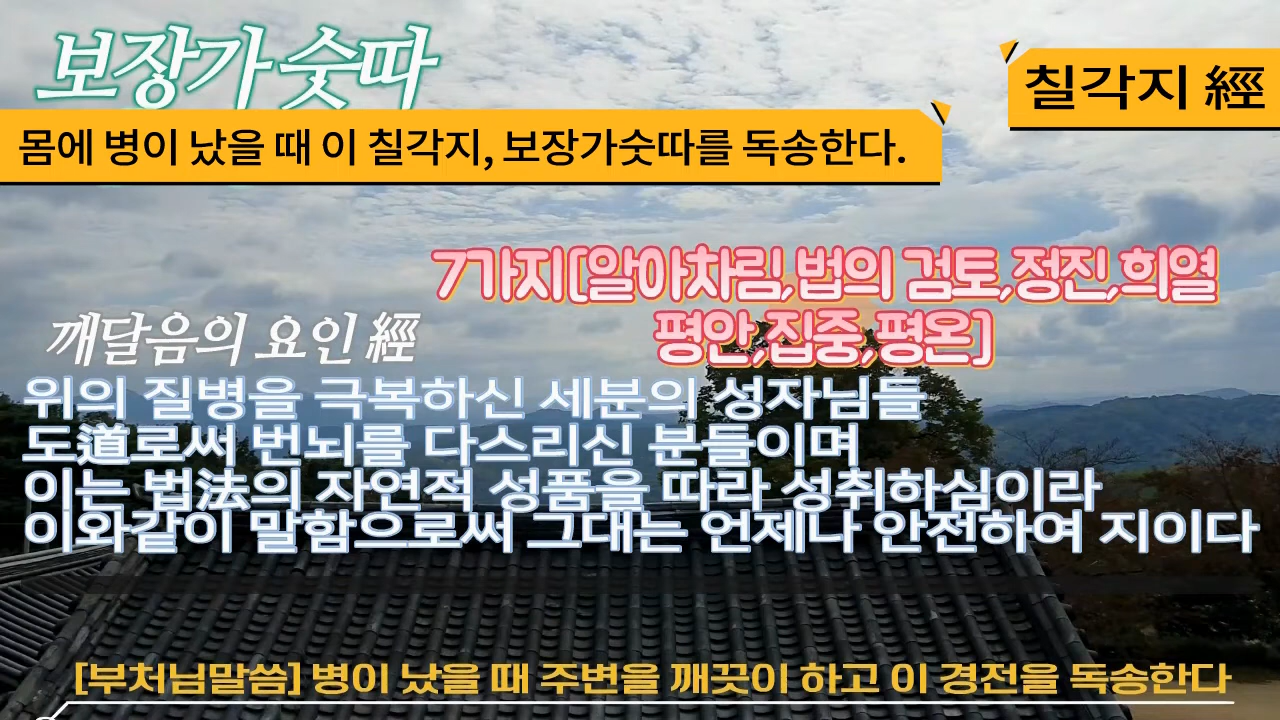 보장가 숫따
칠각지 經
몸에 병이 났을 때 이 칠각지, 보장가숫따를 독송한다.
7가지[알아차림,법의 검토,정진,희열
평안,집중,평온]
깨달음의 요인 經
위의 질병을 극복하신 세분의 성자님들
도道로써 번뇌를 다스리신 분들이며
이는 법法의 자연적 성품을 따라 성취하심이라
이와같이 말함으로써 그대는 언제나 안전하여 지이다
[부처님말씀] 병이 났을 때 주변을 깨끗이 하고 이 경전을 독송한다